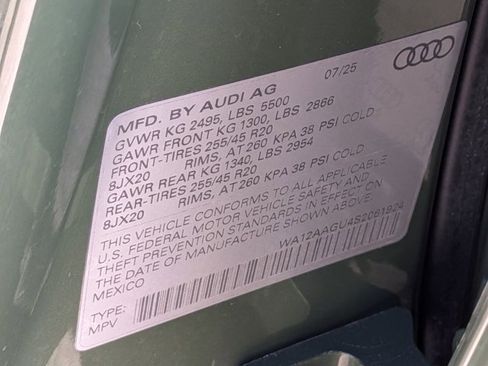 MFD. BY AUDI AG 07/25
GVWR KG 2495, LBS 5500
GAWR FRONT KG 1300, LBS 2866
FRONT-TIRES 255/45 R20
8JX20 RIMS, AT 260 KPA 38 PSI COLD
GAWR REAR KG 1340, LBS 2954
REAR-TIRES 255/45 R20
8JX20 RIMS, AT 260 KPA 38 PSI COLD
THIS VEHICLE CONFORMS TO ALL APPLICABLE
U.S. FEDERAL MOTOR VEHICLE SAFETY AND
THEFT PREVENTION STANDARDS IN EFFECT ON
THE DATE OF MANUFACTURE SHOWN ABOVE.
MEXICO WA12AAGU4S2081924
TYPE:
MPV